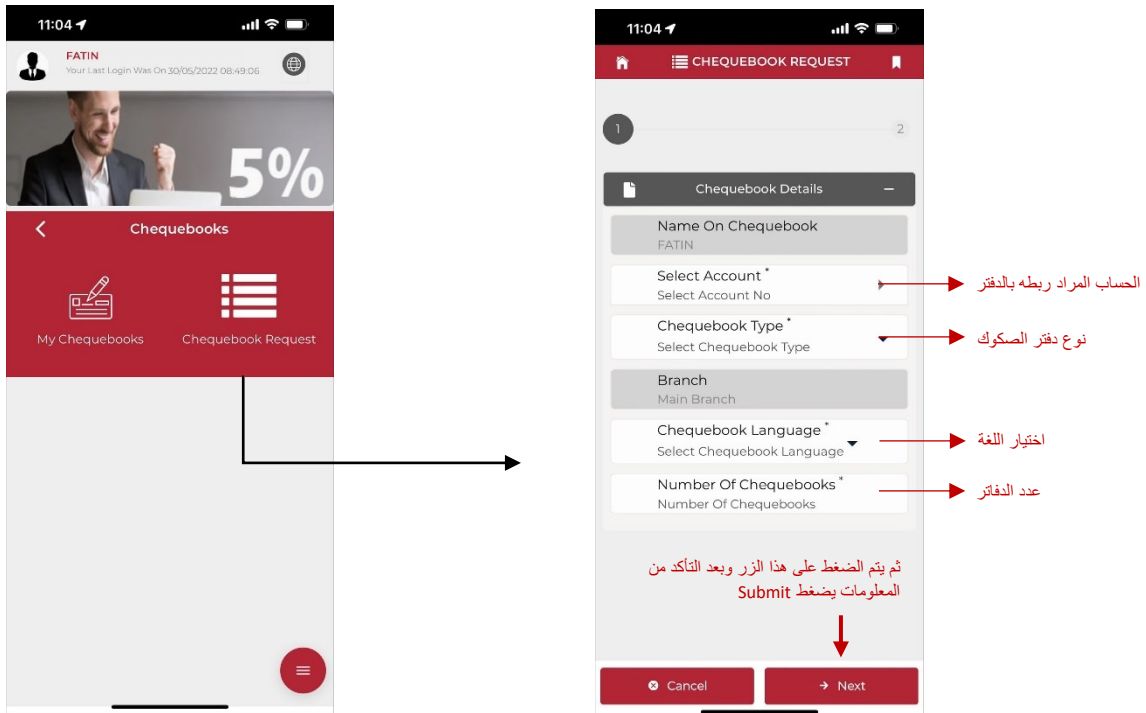 11:04
FATIN
Your Last Login Was On 30/05/2022 08:49:06
5%
Chequebooks
My Chequebooks
Chequebook Request
11:04
CHEQUEBOOK REQUEST
1
2
Chequebook Details
Name On Chequebook
FATIN
Select Account *
Select Account No
الحساب المراد ربطه بالدفتر
Chequebook Type *
Select Chequebook Type
نوع دفتر الصكوك
Branch
Main Branch
Chequebook Language *
Select Chequebook Language
اختيار اللغة
Number Of Chequebooks *
Number Of Chequebooks
عدد الدفاتر
ثم يتم الضغط على هذا الزر وبعد التأكد من
المعلومات يضغط Submit
Cancel
Next